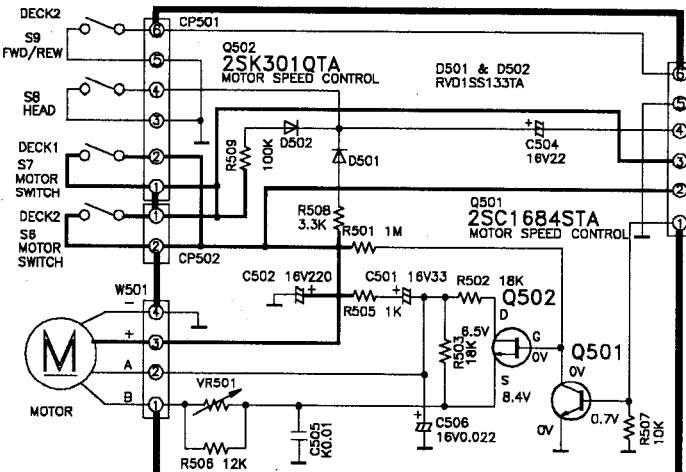 DECK2
CP501
S9
FWD/REW
6
5
Q502
2SK301QTA
MOTOR SPEED CONTROL
D501 & D502
RVD1SS133TA
6
5
S8
HEAD
4
3
+
C504
16V22
4
3
DECK1
S7
MOTOR
SWITCH
2
1
R509
100K
D502
D501
2
1
DECK2
S6
MOTOR
SWITCH
1
2
CP502
R508
3.3K
R501 1M
Q501
2SC1684STA
MOTOR SPEED CONTROL
W501
C502 16V220
+
R505 1K
C501 16V33
+
R502 18K
Q502
D
6.5V
G
0V
S
8.4V
R503
18K
Q501
0V
0.7V
0V
R507
10K
−
+
A
B
4
3
2
1
M
MOTOR
VR501
R506 12K
C505
K0.01
+
C506
16V0.022